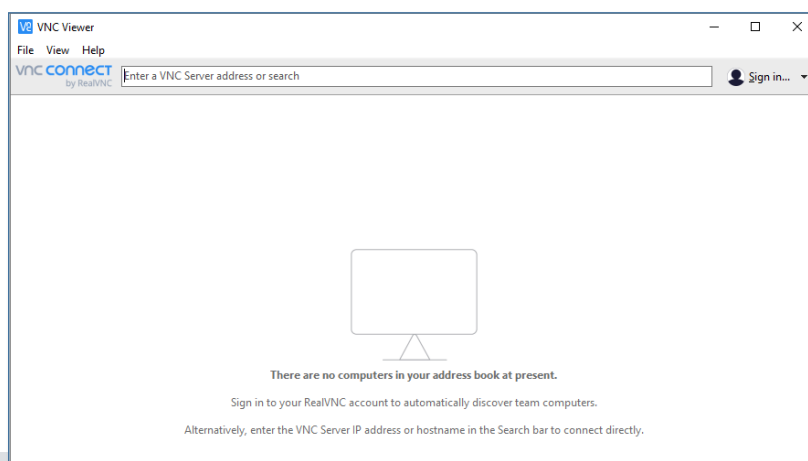 V2 VNC Viewer
File View Help
VNC CONNECT
by RealVNC
Enter a VNC Server address or search
Sign in...
There are no computers in your address book at present.
Sign in to your RealVNC account to automatically discover team computers.
Alternatively, enter the VNC Server IP address or hostname in the Search bar to connect directly.